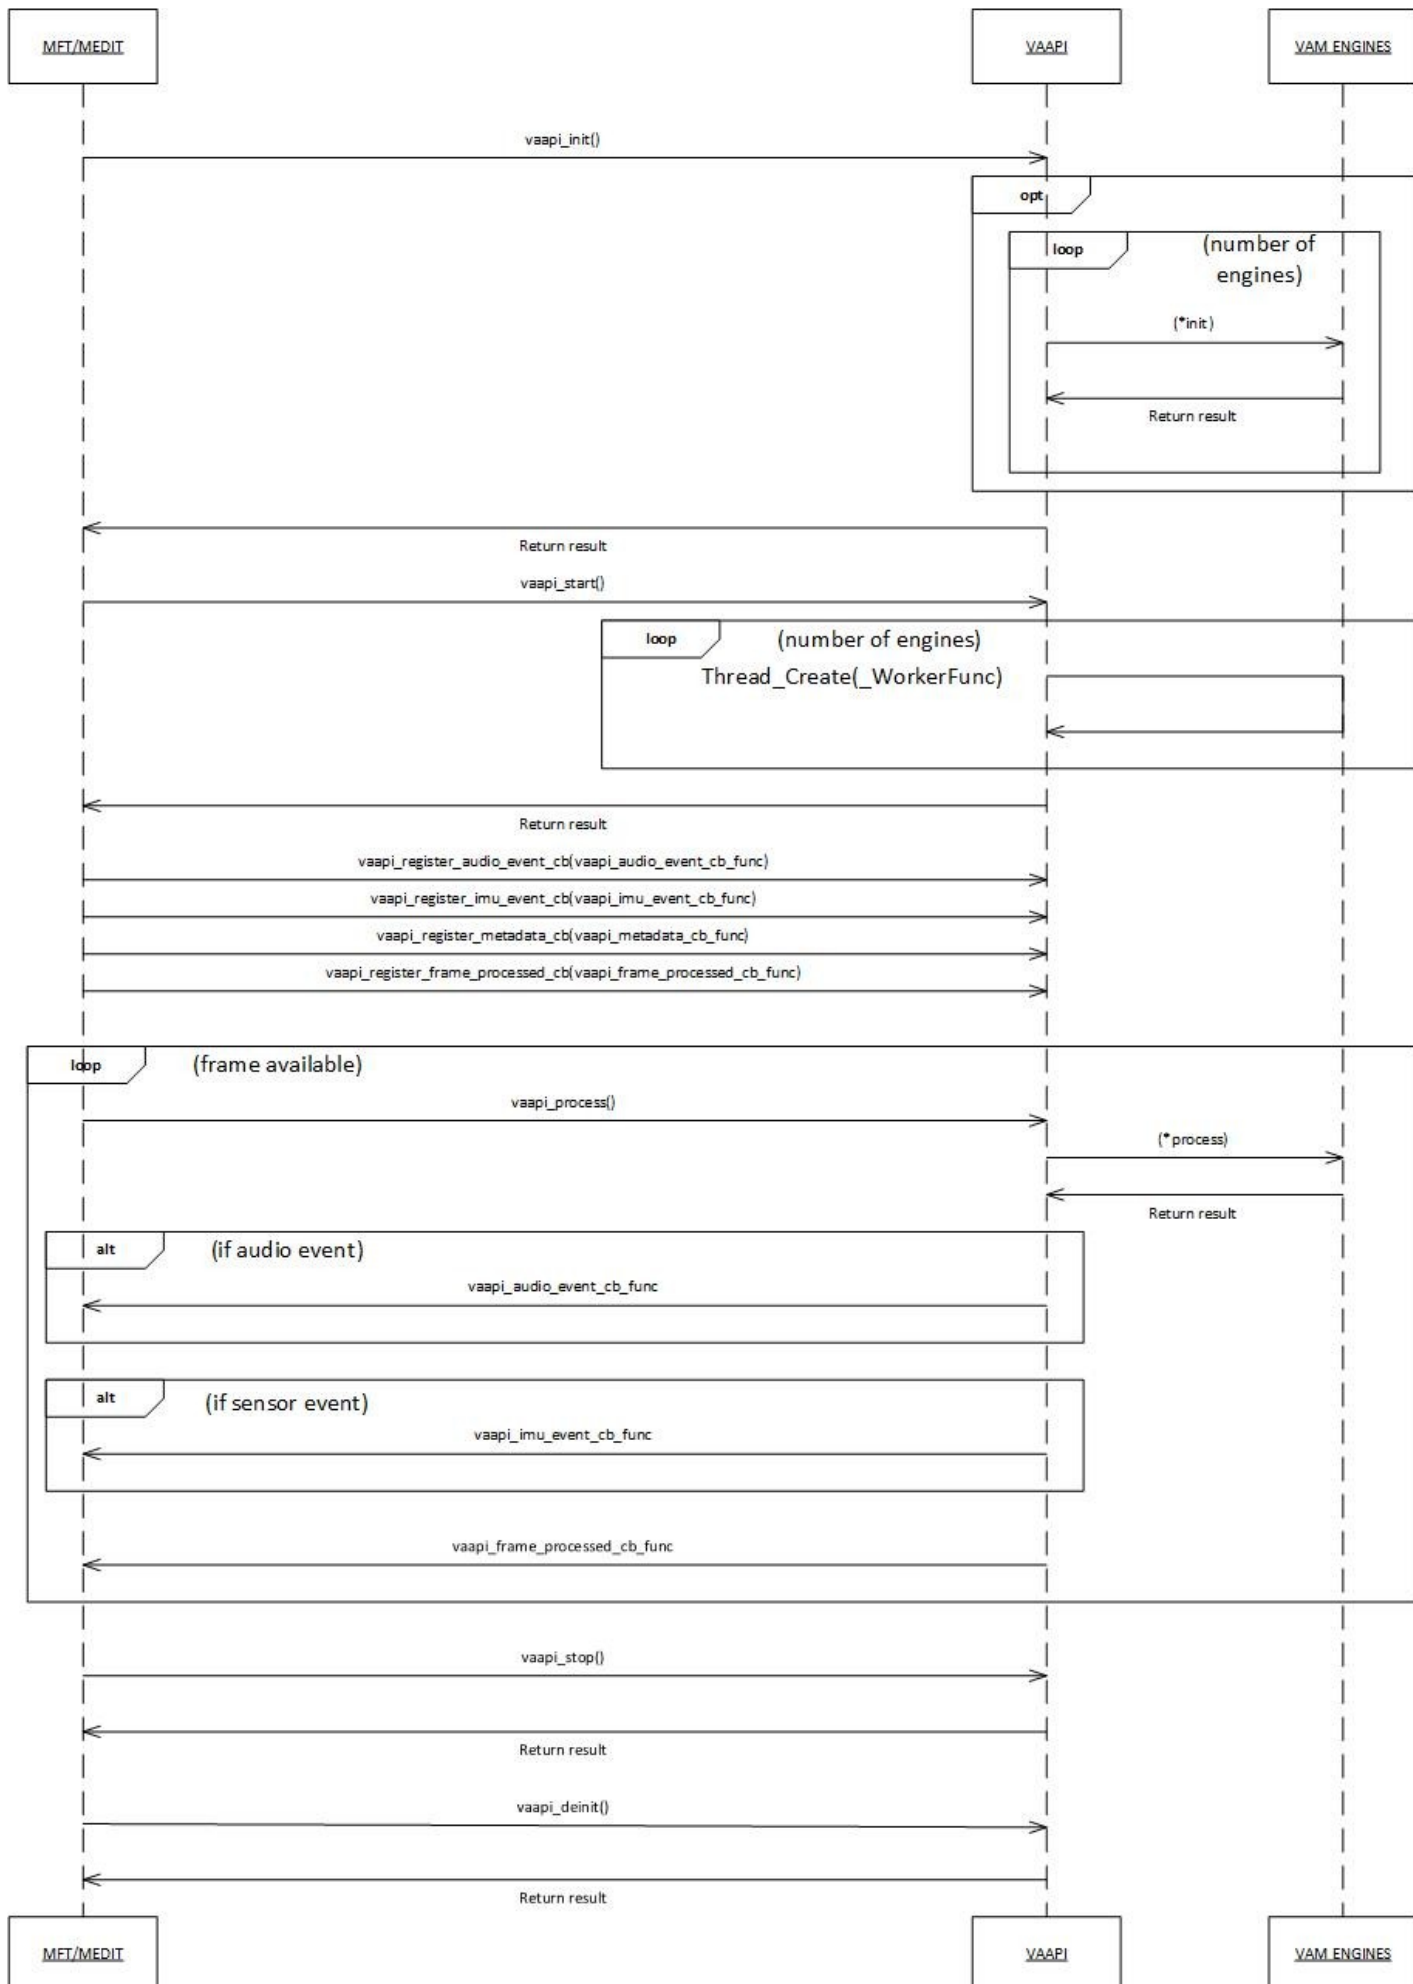 MFT/MEDIT
VAAPI
VAM ENGINES
vaapi_init()
opt
loop
(number of
engines)
(*init)
Return result
Return result
vaapi_start()
loop
(number of engines)
Thread_Create(_WorkerFunc)
Return result
vaapi_register_audio_event_cb(vaapi_audio_event_cb_func)
vaapi_register_imu_event_cb(vaapi_imu_event_cb_func)
vaapi_register_metadata_cb(vaapi_metadata_cb_func)
vaapi_register_frame_processed_cb(vaapi_frame_processed_cb_func)
loop
(frame available)
vaapi_process()
(*process)
Return result
alt
(if audio event)
vaapi_audio_event_cb_func
alt
(if sensor event)
vaapi_imu_event_cb_func
vaapi_frame_processed_cb_func
vaapi_stop()
Return result
vaapi_deinit()
Return result
MFT/MEDIT
VAAPI
VAM ENGINES